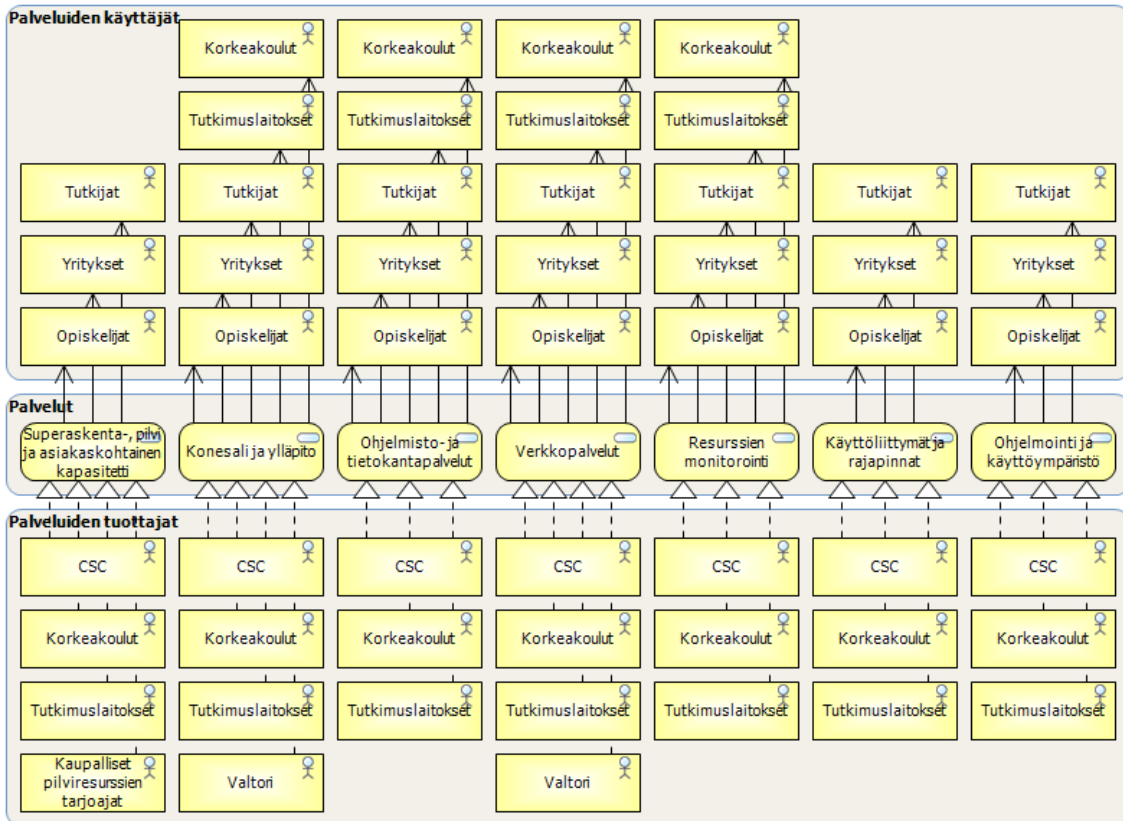 Palveluiden käyttäjät
Korkeakoulut
Korkeakoulut
Korkeakoulut
Korkeakoulut
Tutkimuslaitokset
Tutkimuslaitokset
Tutkimuslaitokset
Tutkimuslaitokset
Tutkijat
Tutkijat
Tutkijat
Tutkijat
Tutkijat
Tutkijat
Tutkijat
Yritykset
Yritykset
Yritykset
Yritykset
Yritykset
Yritykset
Yritykset
Opiskelijat
Opiskelijat
Opiskelijat
Opiskelijat
Opiskelijat
Opiskelijat
Opiskelijat
Palvelut
Superaskenta-, pilvi
ja asiakaskohtainen
kapasitetti
Konesali ja ylläpito
Ohjelmisto- ja
tietokantapalvelut
Verkkopalvelut
Resurssien
monitorointi
Käyttöliittymät ja
rajapinnat
Ohjelmointi ja
käyttöympäristö
Palveluiden tuottajat
CSC
CSC
CSC
CSC
CSC
CSC
CSC
Korkeakoulut
Korkeakoulut
Korkeakoulut
Korkeakoulut
Korkeakoulut
Korkeakoulut
Korkeakoulut
Tutkimuslaitokset
Tutkimuslaitokset
Tutkimuslaitokset
Tutkimuslaitokset
Tutkimuslaitokset
Tutkimuslaitokset
Tutkimuslaitokset
Kaupalliset
pilviresurssien
tarjoajat
Valtori
Valtori